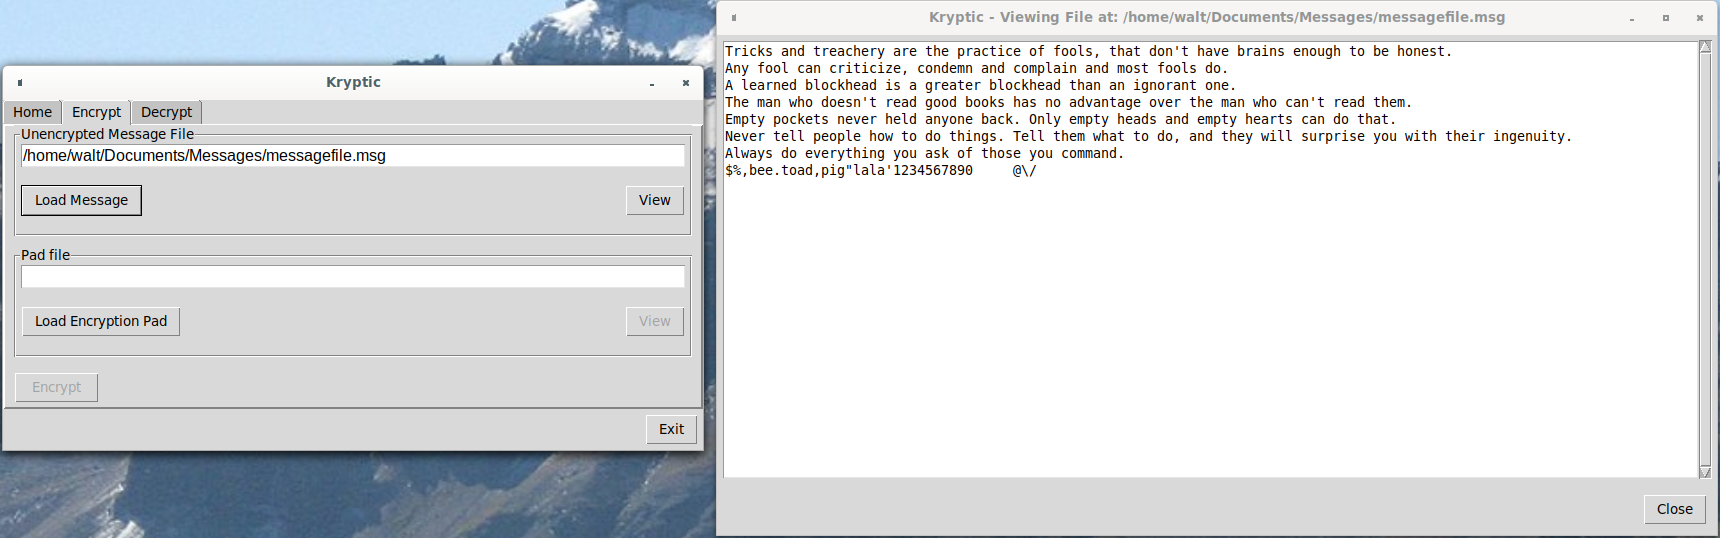 Kryptic
Home Encrypt Decrypt
Unencrypted Message File
/home/walt/Documents/Messages/messagefile.msg
Load Message View
Pad file
Load Encryption Pad View
Encrypt
Exit
Kryptic - Viewing File at: /home/walt/Documents/Messages/messagefile.msg
Tricks and treachery are the practice of fools, that don't have brains enough to be honest.
Any fool can criticize, condemn and complain and most fools do.
A learned blockhead is a greater blockhead than an ignorant one.
The man who doesn't read good books has no advantage over the man who can't read them.
Empty pockets never held anyone back. Only empty heads and empty hearts can do that.
Never tell people how to do things. Tell them what to do, and they will surprise you with their ingenuity.
Always do everything you ask of those you command.
$%,bee.toad,pig"lala'1234567890     @\/
Close